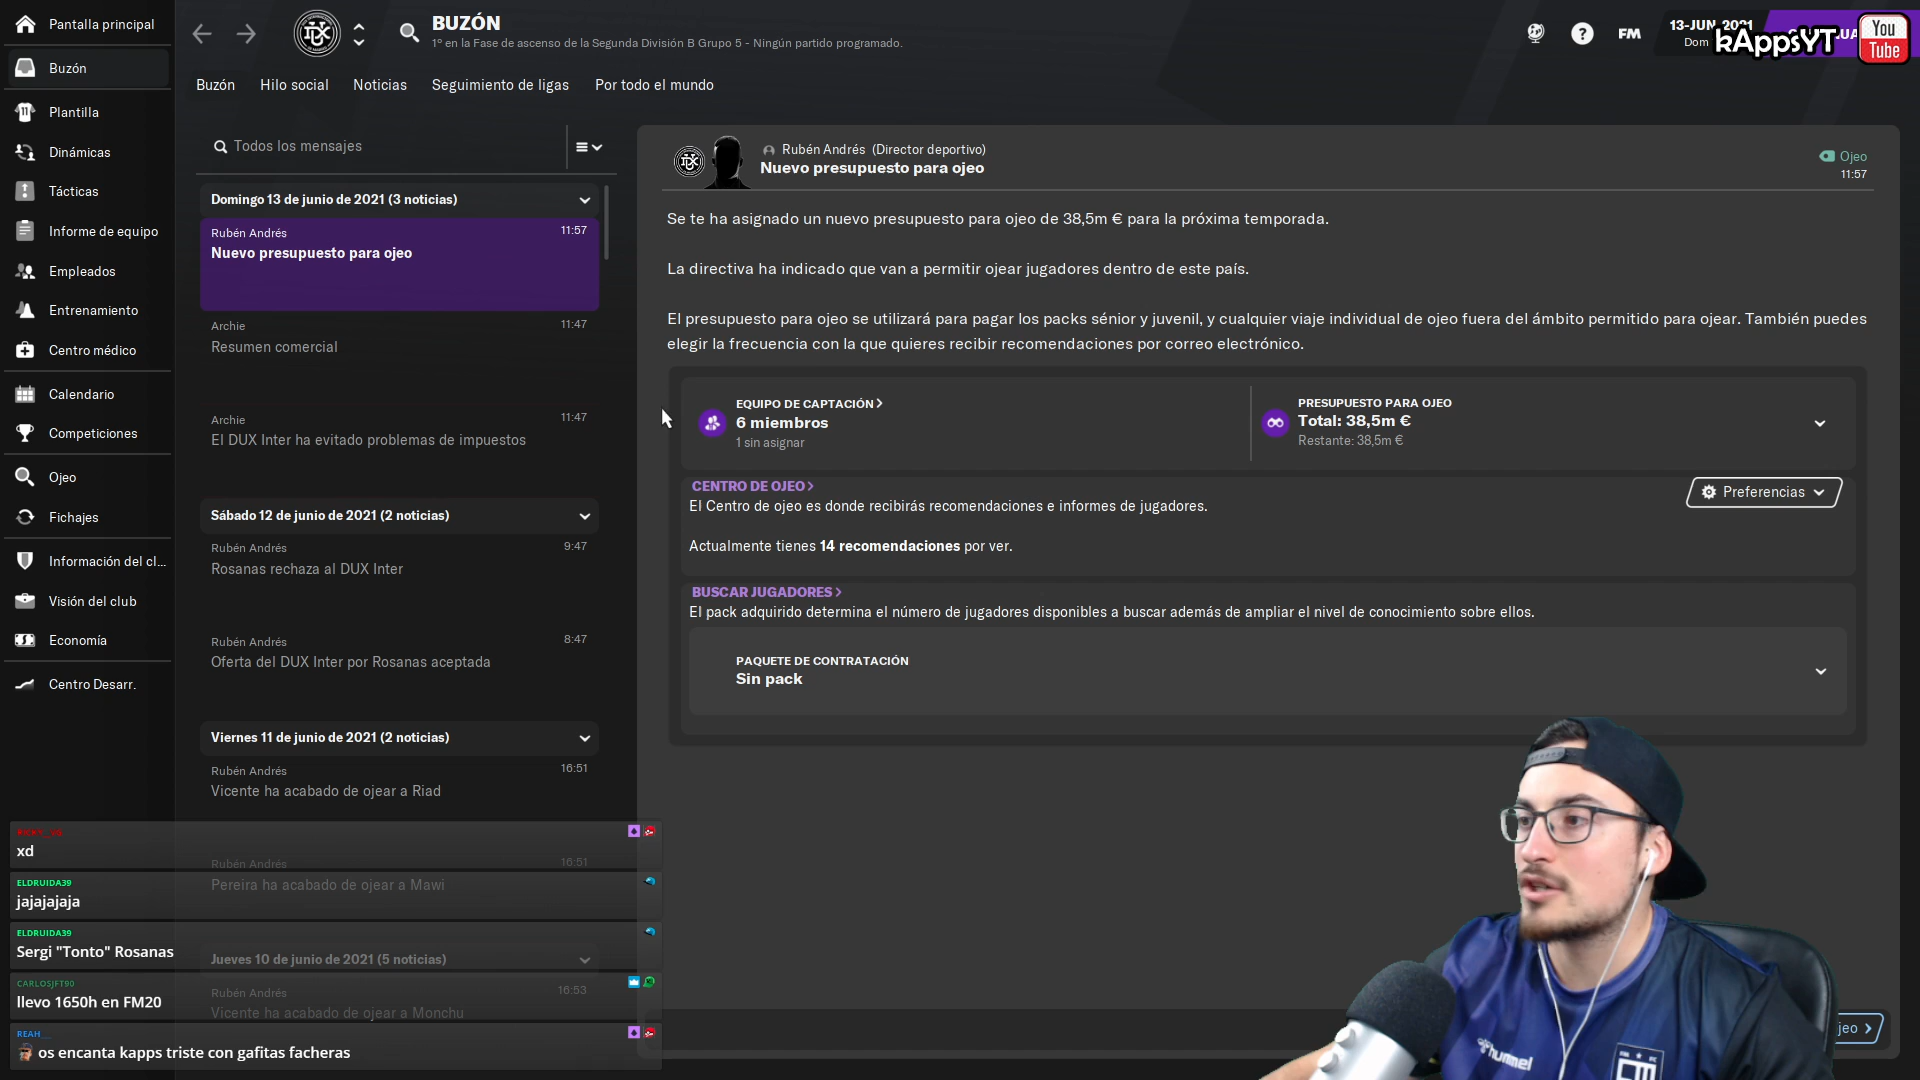 Pantalla principal
Buzón
Plantilla
Dinámicas
Tácticas
Informe de equipo
Empleados
Entrenamiento
Centro médico
Calendario
Competiciones
Ojeo
Fichajes
Información del cl...
Visión del club
Economía
Centro Desarr.
BUZÓN
1º en la Fase de ascenso de la Segunda División B Grupo 5 - Ningún partido programado.
FM
13-JUN 2021
Dom
kAppsYT
You
Tube
Buzón
Hilo social
Noticias
Seguimiento de ligas
Por todo el mundo
Todos los mensajes
Domingo 13 de junio de 2021 (3 noticias)
Rubén Andrés 11:57
Nuevo presupuesto para ojeo
Archie 11:47
Resumen comercial
Archie 11:47
El DUX Inter ha evitado problemas de impuestos
Sábado 12 de junio de 2021 (2 noticias)
Rubén Andrés 9:47
Rosanas rechaza al DUX Inter
Rubén Andrés 8:47
Oferta del DUX Inter por Rosanas aceptada
Viernes 11 de junio de 2021 (2 noticias)
Rubén Andrés 16:51
Vicente ha acabado de ojear a Riad
Rubén Andrés 16:51
Pereira ha acabado de ojear a Mawi
Jueves 10 de junio de 2021 (5 noticias)
Rubén Andrés 16:53
Vicente ha acabado de ojear a Monchu
Rubén Andrés (Director deportivo)
Nuevo presupuesto para ojeo
Ojeo
11:57
Se te ha asignado un nuevo presupuesto para ojeo de 38,5m € para la próxima temporada.
La directiva ha indicado que van a permitir ojear jugadores dentro de este país.
El presupuesto para ojeo se utilizará para pagar los packs sénior y juvenil, y cualquier viaje individual de ojeo fuera del ámbito permitido para ojear. También puedes
elegir la frecuencia con la que quieres recibir recomendaciones por correo electrónico.
EQUIPO DE CAPTACIÓN
6 miembros
1 sin asignar
PRESUPUESTO PARA OJEO
Total: 38,5m €
Restante: 38,5m €
CENTRO DE OJEO
Preferencias
El Centro de ojeo es donde recibirás recomendaciones e informes de jugadores.
Actualmente tienes 14 recomendaciones por ver.
BUSCAR JUGADORES
El pack adquirido determina el número de jugadores disponibles a buscar además de ampliar el nivel de conocimiento sobre ellos.
PAQUETE DE CONTRATACIÓN
Sin pack
xd
ELDRUIDA39
jajajajaja
ELDRUIDA39
Sergi "Tonto" Rosanas
CARLOSJFT90
llevo 1650h en FM20
REAH__
os encanta kapps triste con gafitas facheras
hummel
jeo